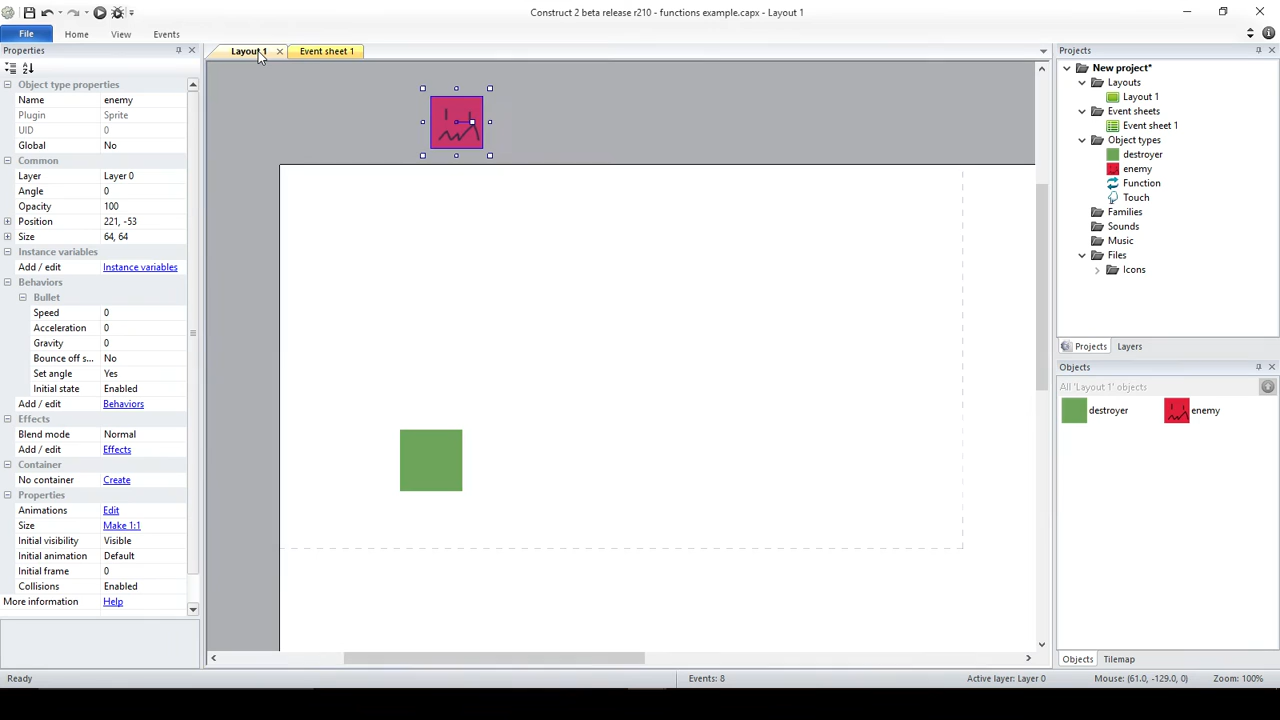 Construct 2 beta release r210 - functions example.capx - Layout 1
File Home View Events
Properties
Layout 1
Event sheet 1
Object type properties
Name enemy
Plugin Sprite
UID 0
Global No
Common
Layer Layer 0
Angle 0
Opacity 100
Position 221, -53
Size 64, 64
Instance variables
Add / edit Instance variables
Behaviors
Bullet
Speed 0
Acceleration 0
Gravity 0
Bounce off s... No
Set angle Yes
Initial state Enabled
Add / edit Behaviors
Effects
Blend mode Normal
Add / edit Effects
Container
No container Create
Properties
Animations Edit
Size Make 1:1
Initial visibility Visible
Initial animation Default
Initial frame 0
Collisions Enabled
More information Help
Projects
New project*
Layouts
Layout 1
Event sheets
Event sheet 1
Object types
destroyer
enemy
Function
Touch
Families
Sounds
Music
Files
Icons
Projects Layers
Objects
All 'Layout 1' objects
destroyer enemy
Objects Tilemap
Ready Events: 8 Active layer: Layer 0 Mouse: (61.0, -129.0, 0) Zoom: 100%